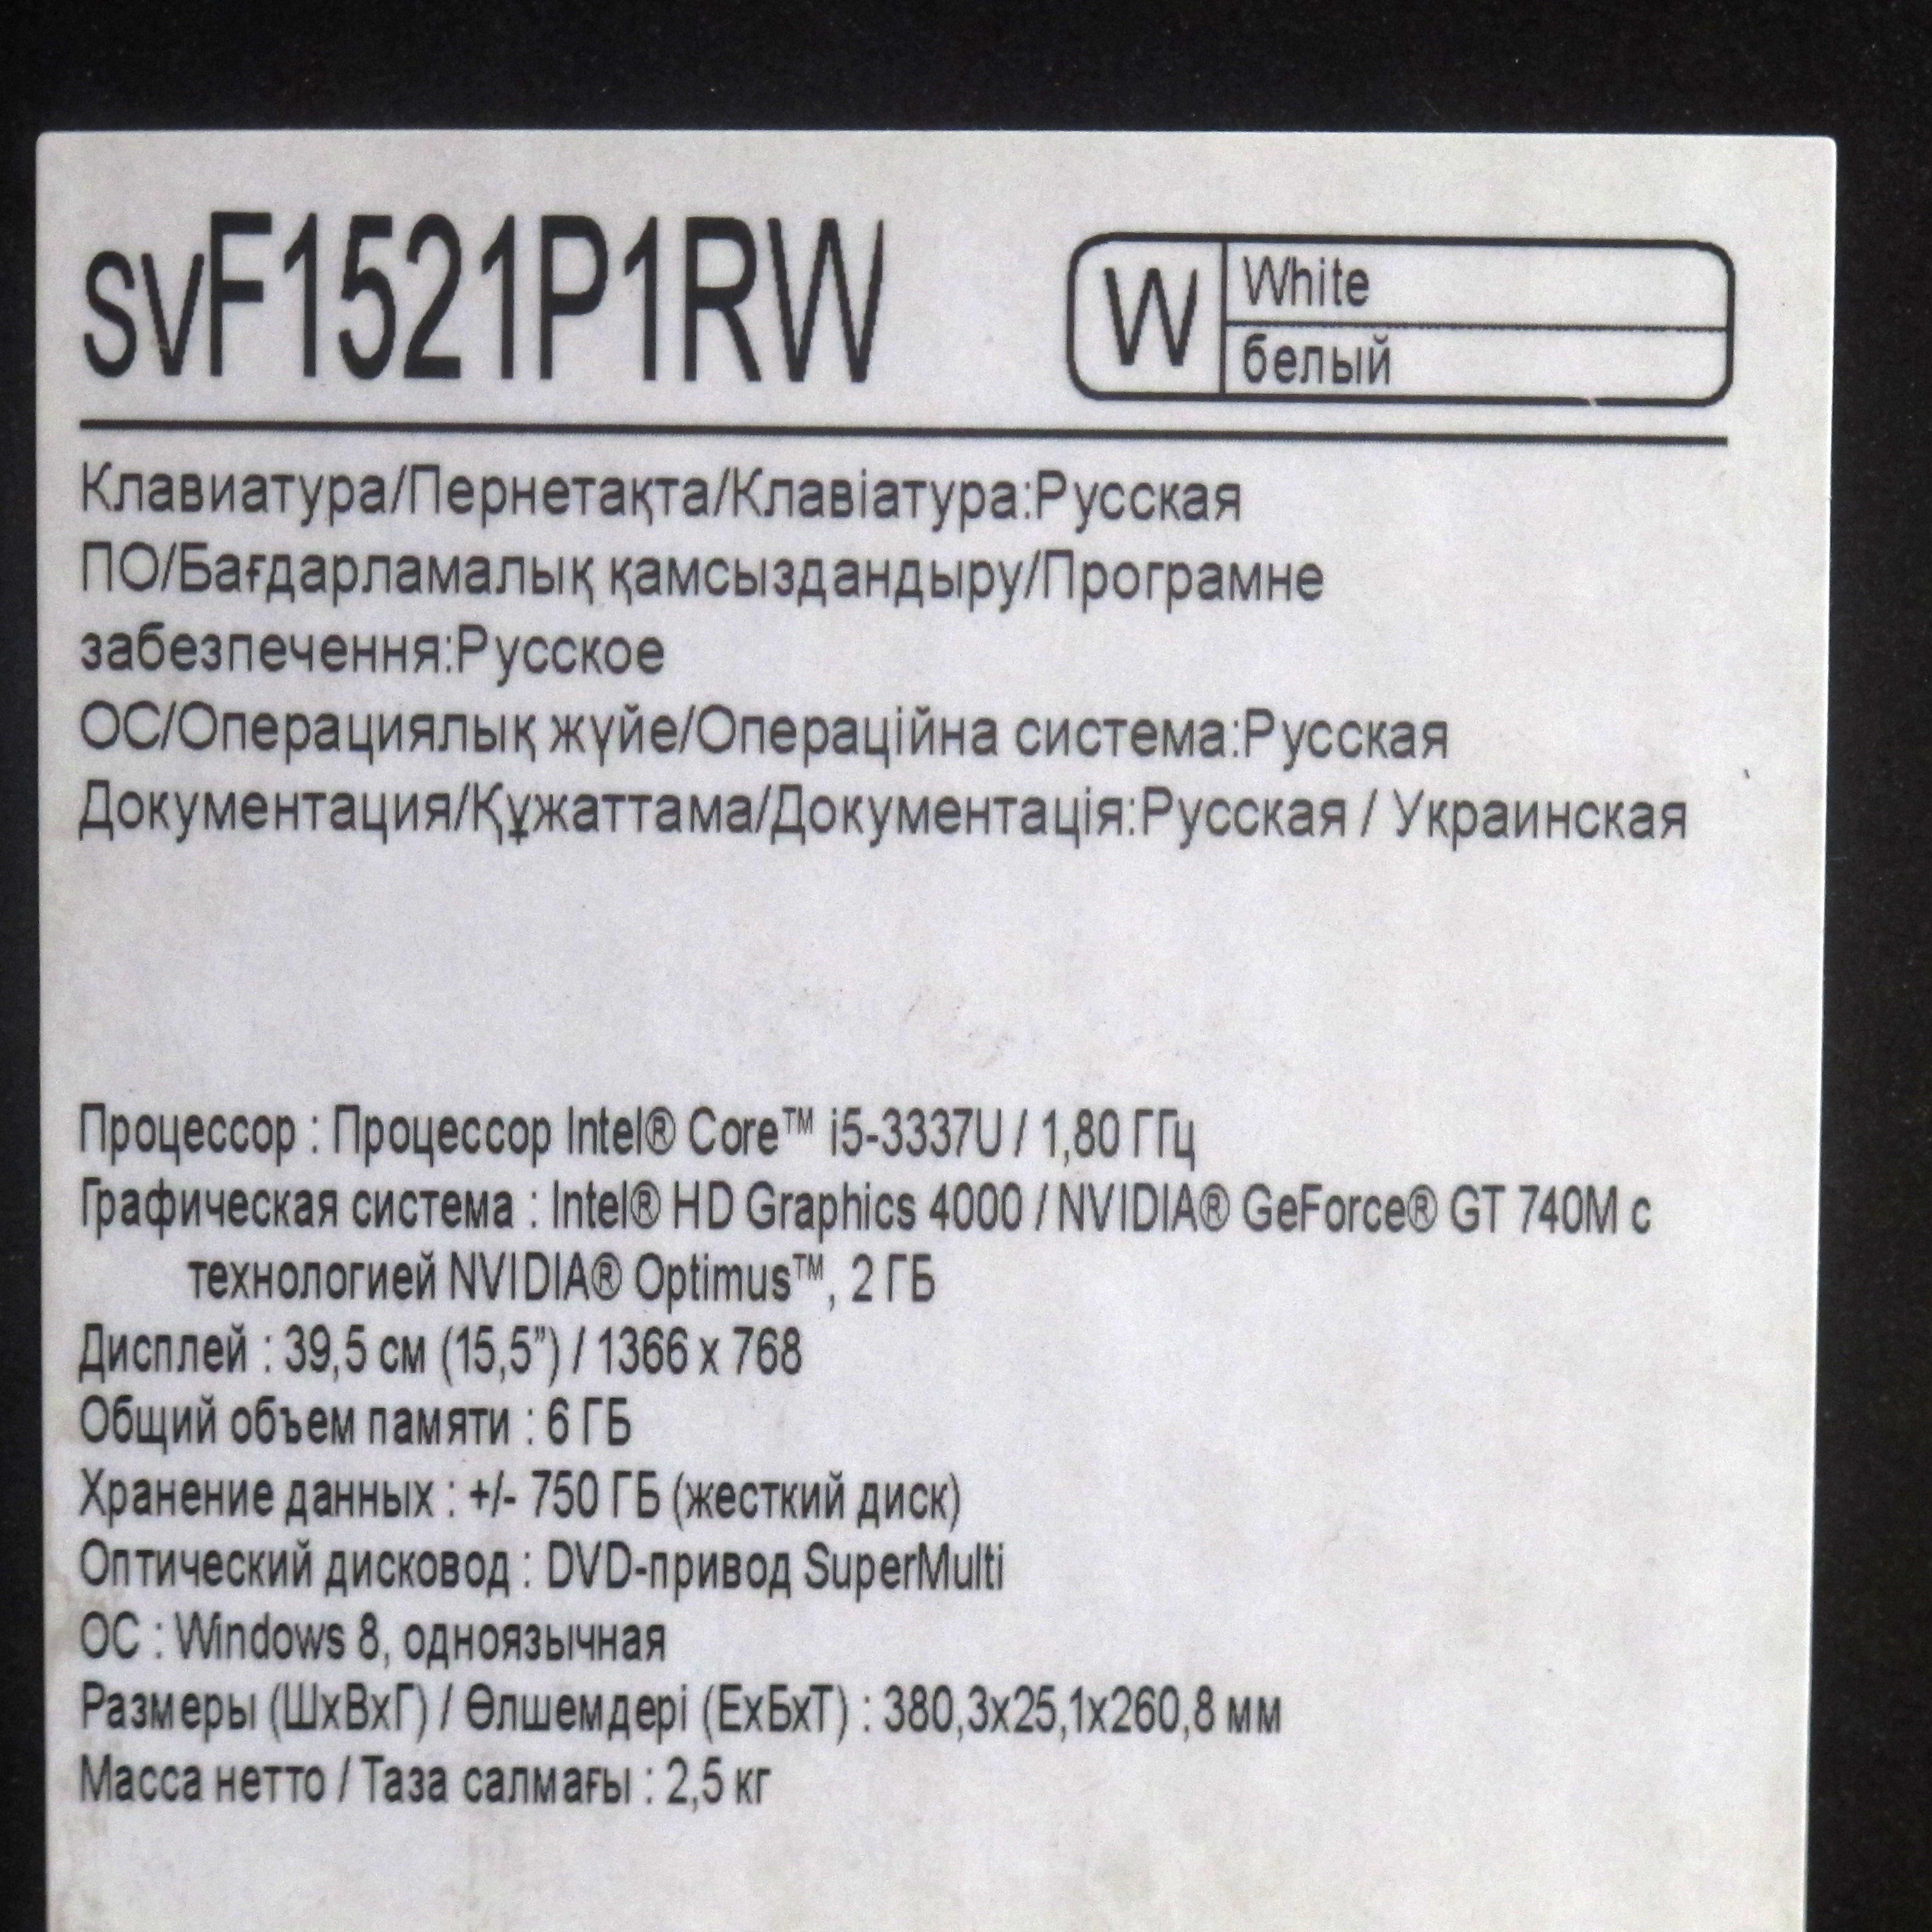 SVF1521P1RW
W
White
белый
Клавиатура/Пернетақта/Клавіатура:Русская
ПО/Бағдарламалық қамсыздандыру/Програмне
забезпечення:Русское
ОС/Операциялық жүйе/Операційна система:Русская
Документация/Құжаттама/Документація:Русская / Украинская
Процессор : Процессор Intel® Core™ i5-3337U / 1,80 ГГц
Графическая система : Intel® HD Graphics 4000 / NVIDIA® GeForce® GT 740M с
технологией NVIDIA® Optimus™, 2 ГБ
Дисплей : 39,5 см (15,5”) / 1366 x 768
Общий объем памяти : 6 ГБ
Хранение данных : +/- 750 ГБ (жесткий диск)
Оптический дисковод : DVD-привод SuperMulti
ОС : Windows 8, одноязычная
Размеры (ШxВxГ) / Өлшемдері (ЕxБxТ) : 380,3x25,1x260,8 мм
Масса нетто / Таза салмағы : 2,5 кг